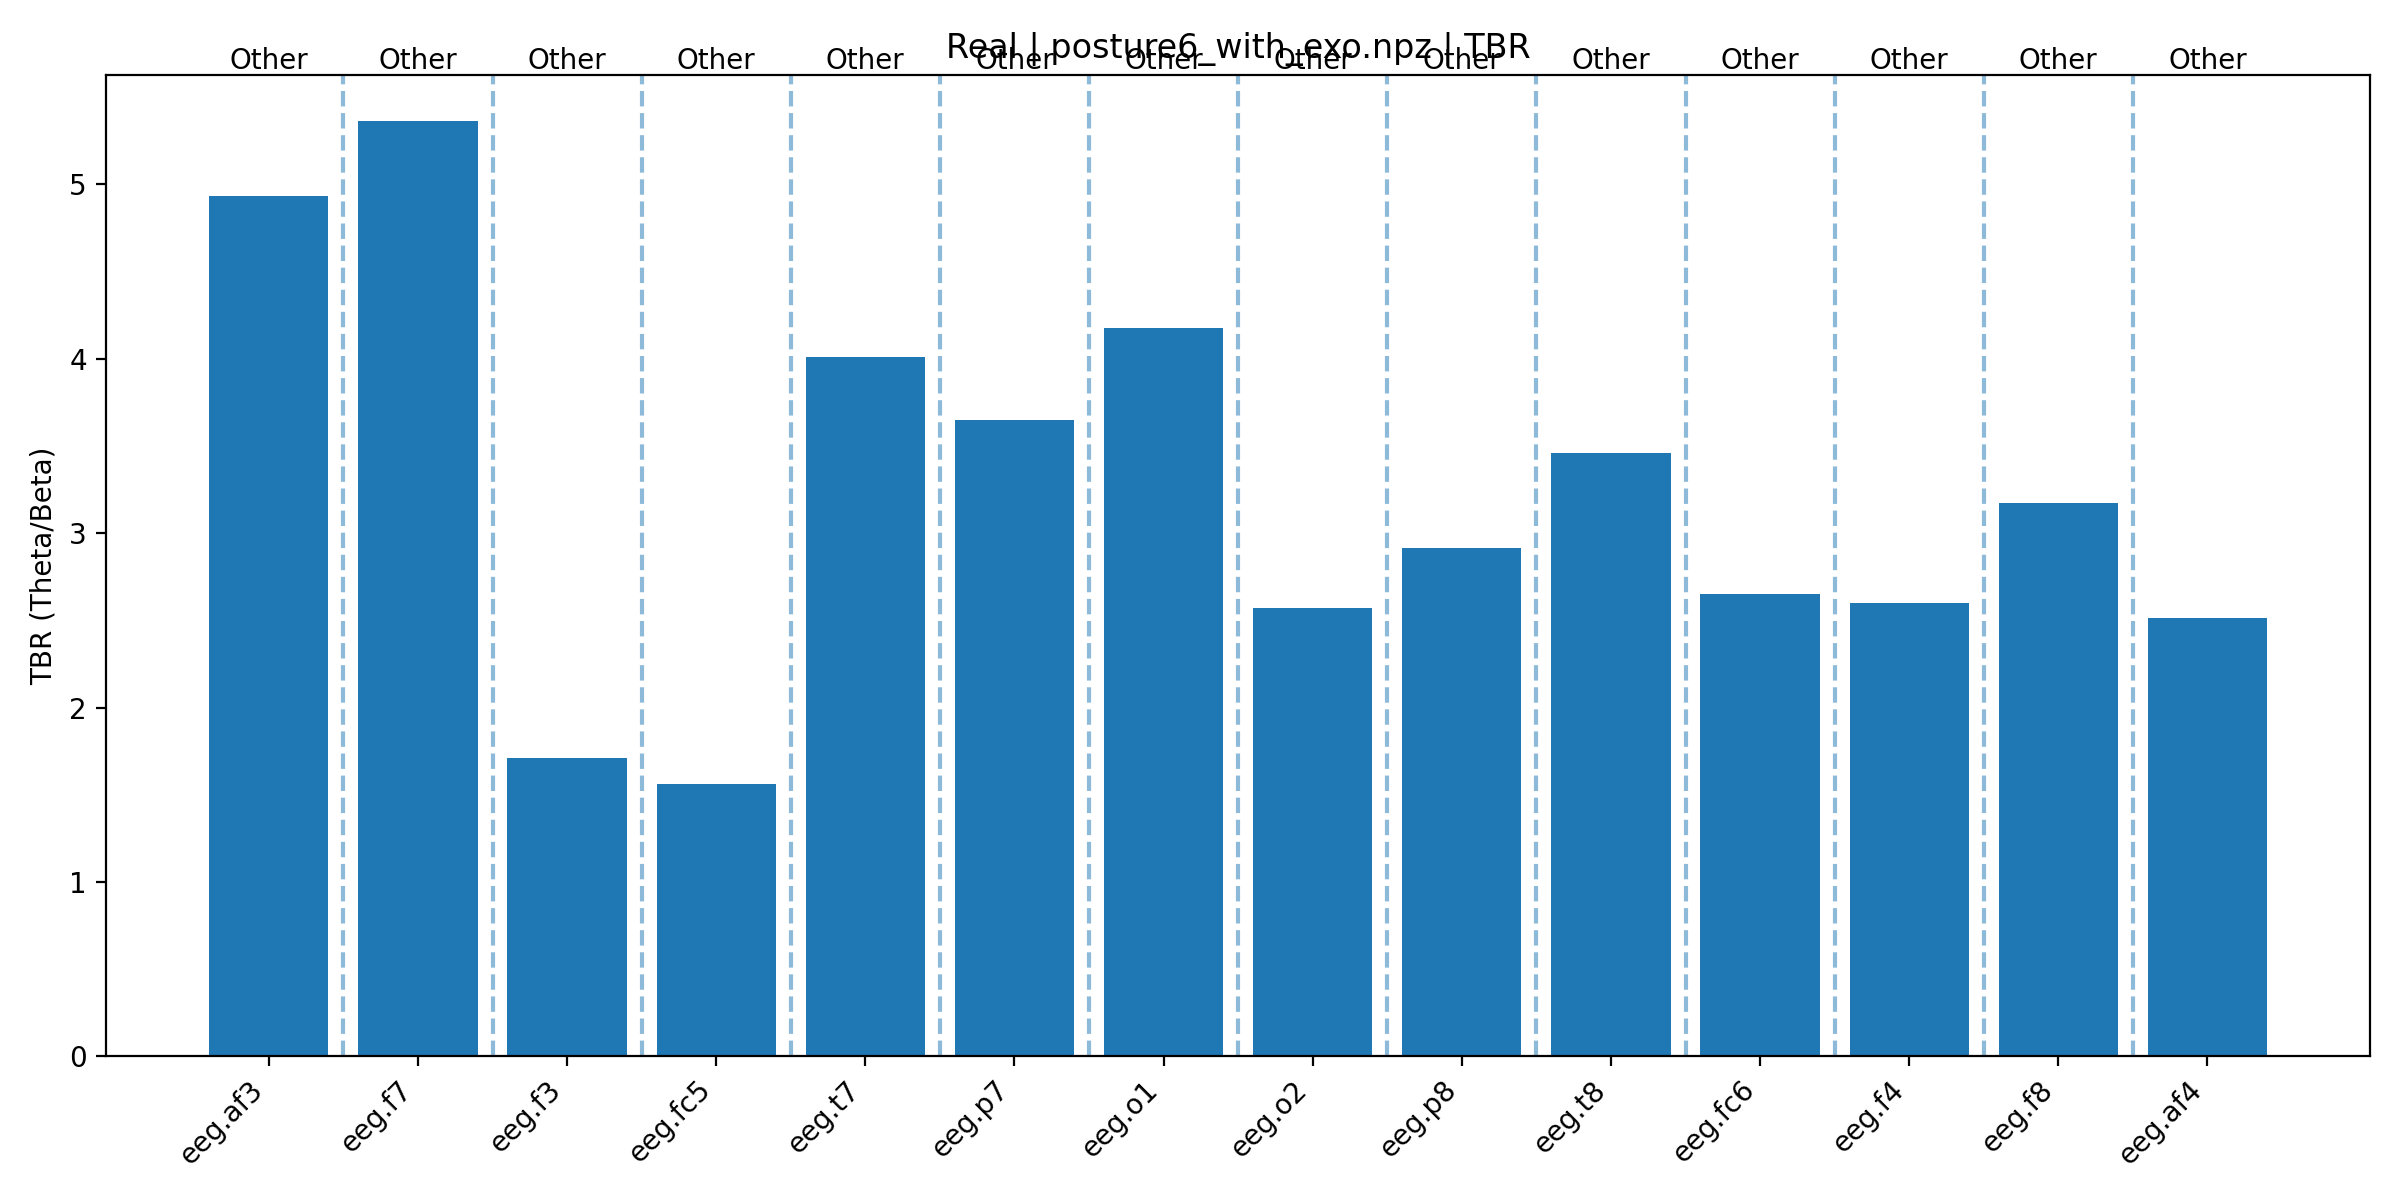 Real | posture6_with_exo.npz | TBR
Other Other Other Other Other Other Other Other Other Other Other Other Other Other
TBR (Theta/Beta)
5
4
3
2
1
0
eeg.af3 eeg.f7 eeg.f3 eeg.fc5 eeg.t7 eeg.p7 eeg.o1 eeg.o2 eeg.p8 eeg.t8 eeg.fc6 eeg.f4 eeg.f8 eeg.af4